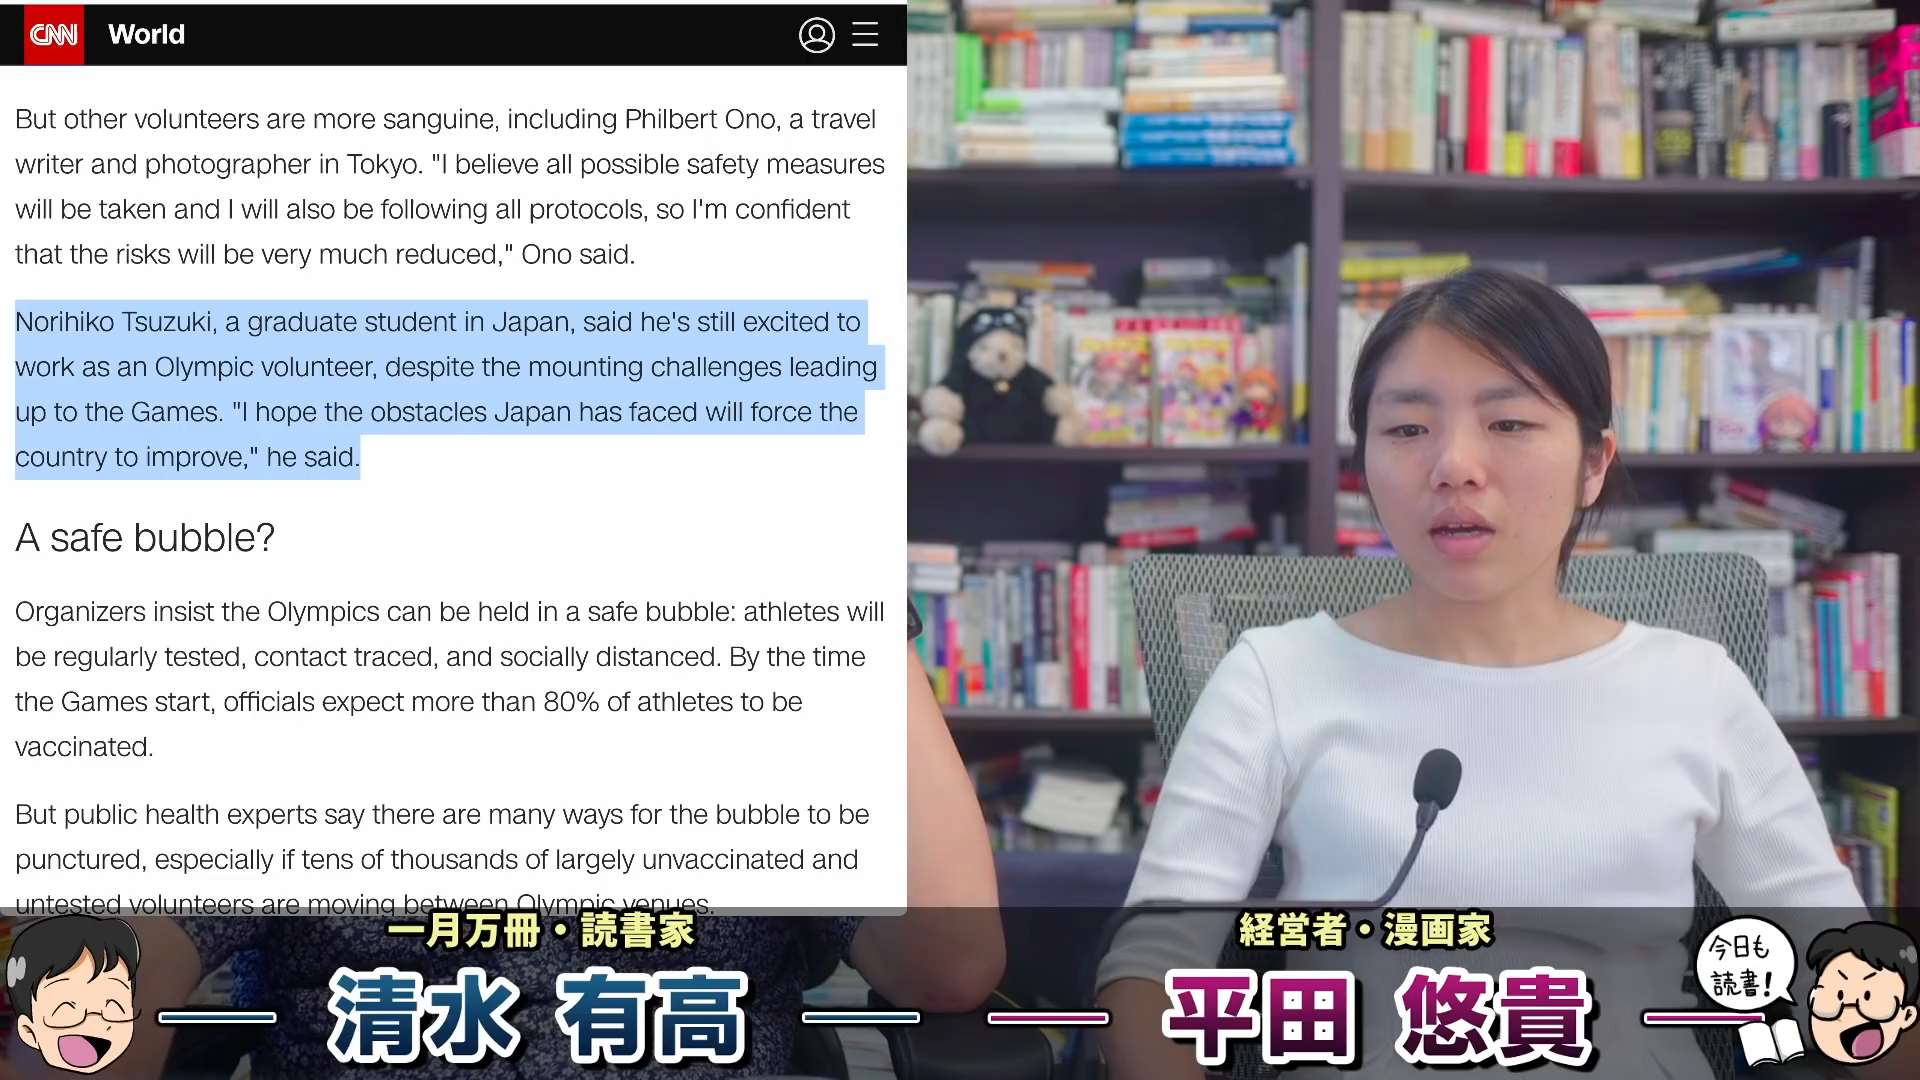 CNN World
But other volunteers are more sanguine, including Philbert Ono, a travel
writer and photographer in Tokyo. "I believe all possible safety measures
will be taken and I will also be following all protocols, so I'm confident
that the risks will be very much reduced," Ono said.
Norihiko Tsuzuki, a graduate student in Japan, said he's still excited to
work as an Olympic volunteer, despite the mounting challenges leading
up to the Games. "I hope the obstacles Japan has faced will force the
country to improve," he said.
A safe bubble?
Organizers insist the Olympics can be held in a safe bubble: athletes will
be regularly tested, contact traced, and socially distanced. By the time
the Games start, officials expect more than 80% of athletes to be
vaccinated.
But public health experts say there are many ways for the bubble to be
punctured, especially if tens of thousands of largely unvaccinated and
untested volunteers are moving between Olympic venues.
一月万冊・読書家
清水 有高
経営者・漫画家
平田 悠貴
今日も
読書!